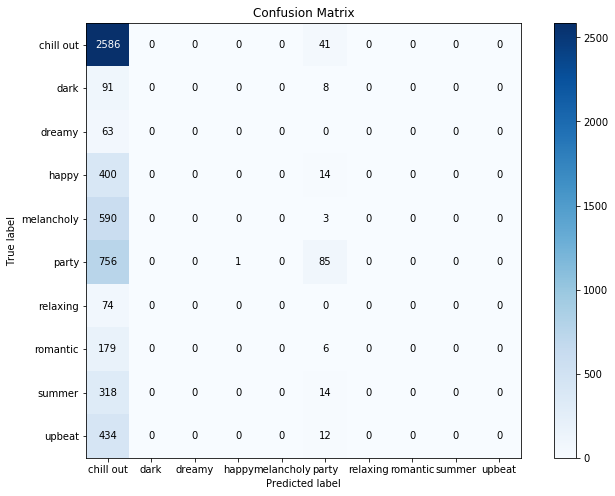 Confusion Matrix
chill out 2586 0 0 0 0 41 0 0 0 0
dark 91 0 0 0 0 8 0 0 0 0
dreamy 63 0 0 0 0 0 0 0 0 0
happy 400 0 0 0 0 14 0 0 0 0
melancholy 590 0 0 0 0 3 0 0 0 0
party 756 0 0 1 0 85 0 0 0 0
relaxing 74 0 0 0 0 0 0 0 0 0
romantic 179 0 0 0 0 6 0 0 0 0
summer 318 0 0 0 0 14 0 0 0 0
upbeat 434 0 0 0 0 12 0 0 0 0
chill out dark dreamy happy melancholy party relaxing romantic summer upbeat
Predicted label
True label
2500
2000
1500
1000
500
0